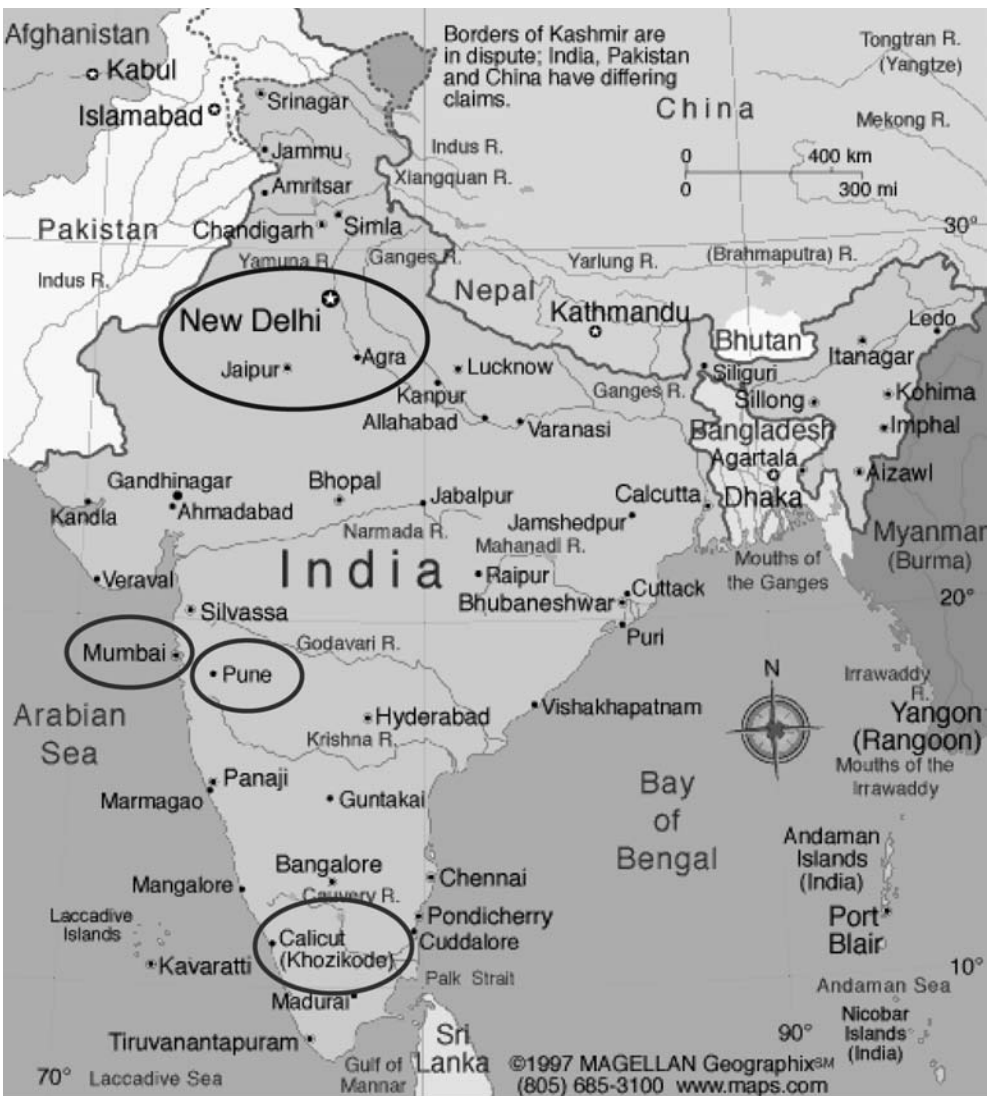 Afghanistan
Kabul
Islamabad
Srinagar
Borders of Kashmir are
in dispute; India, Pakistan
and China have differing
claims.
Tongtran R.
(Yangtze)
China
Mekong R.
0 400 km
0 300 mi
Jammu
Indus R.
Xiangquan R.
Amritsar
Pakistan
Chandigarh
Simla
30°
Indus R.
Yamuna R.
Ganges R.
Yarlung R.
(Brahmaputra) R.
Nepal
New Delhi
Kathmandu
Bhutan
Ledo
Itanagar
Jaipur
Agra
Lucknow
Siliguri
Kanpur
Ganges R.
Sillong
Kohima
Allahabad
Varanasi
Bangladesh
Imphal
Agartala
Aizawl
Gandhinagar
Bhopal
Jabalpur
Calcutta
Dhaka
Kandla
Ahmadabad
Narmada R.
Jamshedpur
Myanmar
(Burma)
India
Mahanadi R.
Mouths of
the Ganges
Veraval
Raipur
Cuttack
Silvassa
Bhubaneshwar
20°
Puri
Mumbai
Godavari R.
Pune
Irrawaddy
R.
Arabian
Sea
Hyderabad
Vishakhapatnam
N
Yangon
(Rangoon)
Krishna R.
Mouths of the
Irrawaddy
Panaji
Marmagao
Guntakai
Bay
of
Bengal
Andaman
Islands
(India)
Bangalore
Mangalore
Cauvery R.
Chennai
Laccadive
Islands
Pondicherry
Port
Blair
Calicut
(Khozikode)
Cuddalore
Kavaratti
Palk Strait
10°
Andaman Sea
Madurai
Nicobar
Islands
(India)
Tiruvanantapuram
Sri
Lanka
90°
70°
Laccadive Sea
Gulf of
Mannar
©1997 MAGELLAN Geographix℠
(805) 685-3100 www.maps.com